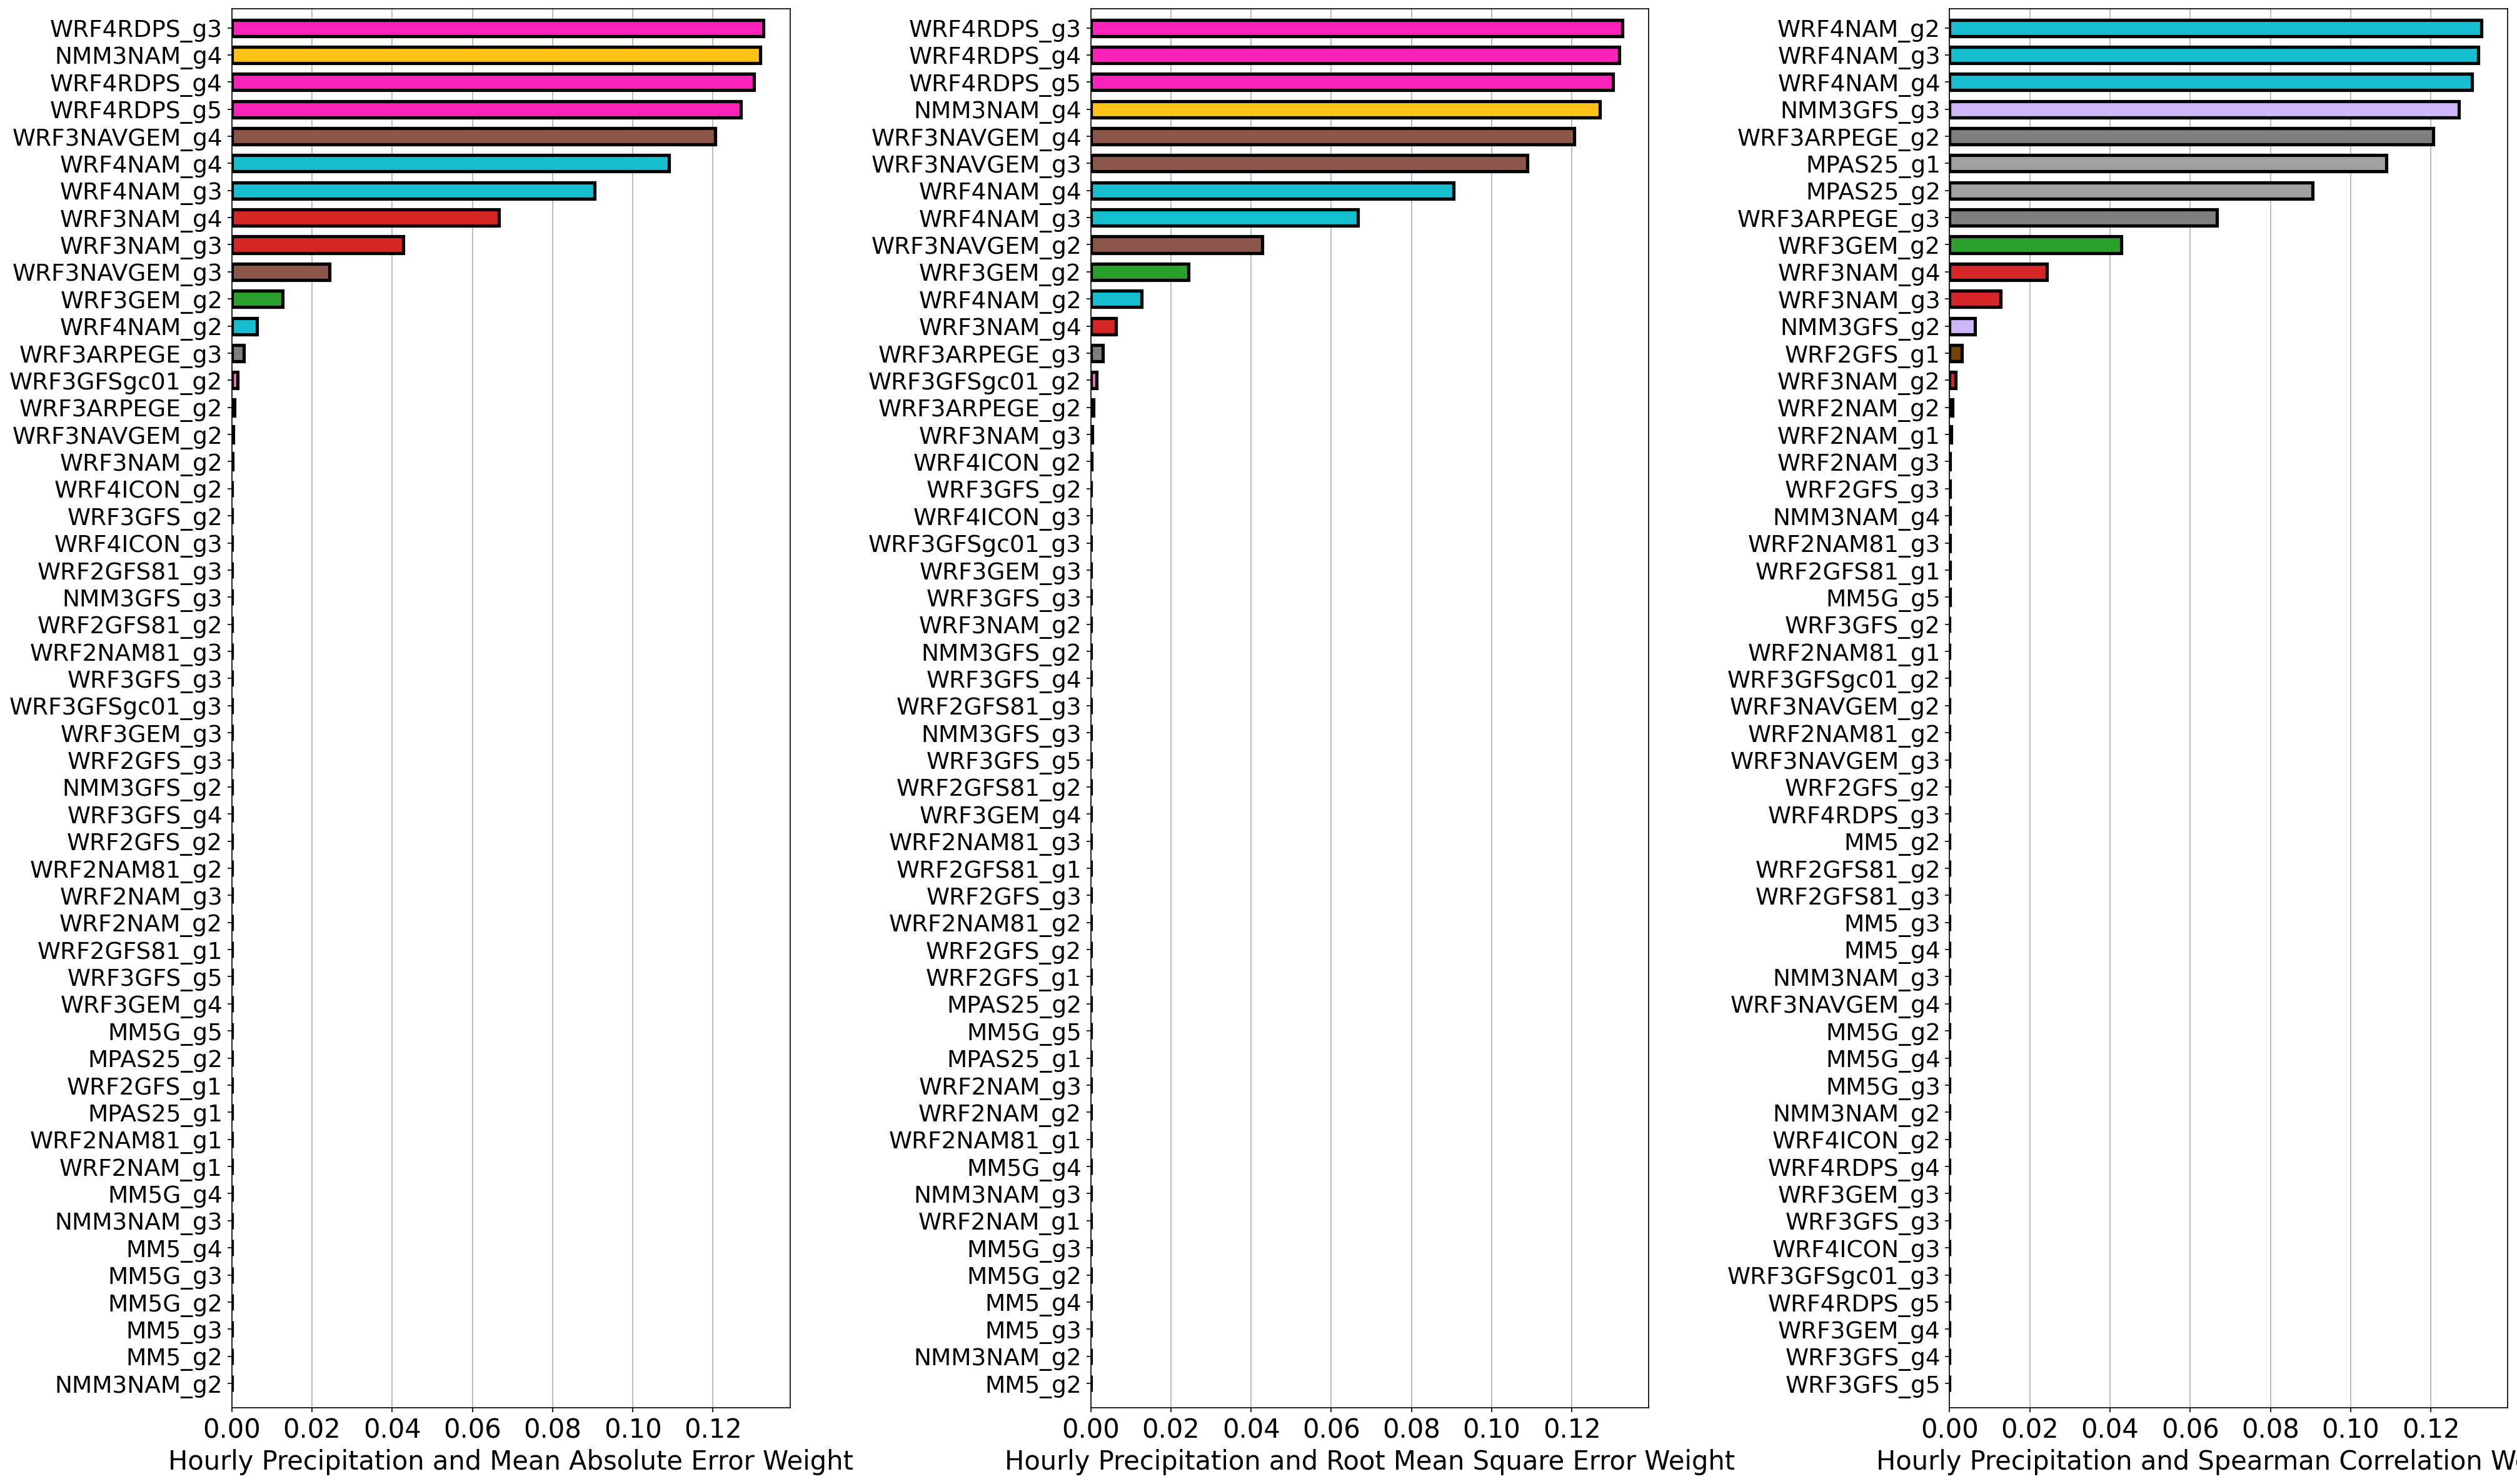 WRF4RDPS_g3
NMM3NAM_g4
WRF4RDPS_g4
WRF4RDPS_g5
WRF3NAVGEM_g4
WRF4NAM_g4
WRF4NAM_g3
WRF3NAM_g4
WRF3NAM_g3
WRF3NAVGEM_g3
WRF3GEM_g2
WRF4NAM_g2
WRF3ARPEGE_g3
WRF3GFSgc01_g2
WRF3ARPEGE_g2
WRF3NAVGEM_g2
WRF3NAM_g2
WRF4ICON_g2
WRF3GFS_g2
WRF4ICON_g3
WRF2GFS81_g3
NMM3GFS_g3
WRF2GFS81_g2
WRF2NAM81_g3
WRF3GFS_g3
WRF3GFSgc01_g3
WRF3GEM_g3
WRF2GFS_g3
NMM3GFS_g2
WRF3GFS_g4
WRF2GFS_g2
WRF2NAM81_g2
WRF2NAM_g3
WRF2NAM_g2
WRF2GFS81_g1
WRF3GFS_g5
WRF3GEM_g4
MM5G_g5
MPAS25_g2
WRF2GFS_g1
MPAS25_g1
WRF2NAM81_g1
WRF2NAM_g1
MM5G_g4
NMM3NAM_g3
MM5_g4
MM5G_g3
MM5G_g2
MM5_g3
MM5_g2
NMM3NAM_g2
0.00 0.02 0.04 0.06 0.08 0.10 0.12
Hourly Precipitation and Mean Absolute Error Weight
WRF4RDPS_g3
WRF4RDPS_g4
WRF4RDPS_g5
NMM3NAM_g4
WRF3NAVGEM_g4
WRF3NAVGEM_g3
WRF4NAM_g4
WRF4NAM_g3
WRF3NAVGEM_g2
WRF3GEM_g2
WRF4NAM_g2
WRF3NAM_g4
WRF3ARPEGE_g3
WRF3GFSgc01_g2
WRF3ARPEGE_g2
WRF3NAM_g3
WRF4ICON_g2
WRF3GFS_g2
WRF4ICON_g3
WRF3GFSgc01_g3
WRF3GEM_g3
WRF3GFS_g3
WRF3NAM_g2
NMM3GFS_g2
WRF3GFS_g4
WRF2GFS81_g3
NMM3GFS_g3
WRF3GFS_g5
WRF2GFS81_g2
WRF3GEM_g4
WRF2NAM81_g3
WRF2GFS81_g1
WRF2GFS_g3
WRF2NAM81_g2
WRF2GFS_g2
WRF2GFS_g1
MPAS25_g2
MM5G_g5
MPAS25_g1
WRF2NAM_g3
WRF2NAM_g2
WRF2NAM81_g1
MM5G_g4
NMM3NAM_g3
WRF2NAM_g1
MM5G_g3
MM5G_g2
MM5_g4
MM5_g3
NMM3NAM_g2
MM5_g2
0.00 0.02 0.04 0.06 0.08 0.10 0.12
Hourly Precipitation and Root Mean Square Error Weight
WRF4NAM_g2
WRF4NAM_g3
WRF4NAM_g4
NMM3GFS_g3
WRF3ARPEGE_g2
MPAS25_g1
MPAS25_g2
WRF3ARPEGE_g3
WRF3GEM_g2
WRF3NAM_g4
WRF3NAM_g3
NMM3GFS_g2
WRF2GFS_g1
WRF3NAM_g2
WRF2NAM_g2
WRF2NAM_g1
WRF2NAM_g3
WRF2GFS_g3
NMM3NAM_g4
WRF2NAM81_g3
WRF2GFS81_g1
MM5G_g5
WRF3GFS_g2
WRF2NAM81_g1
WRF3GFSgc01_g2
WRF3NAVGEM_g2
WRF2NAM81_g2
WRF3NAVGEM_g3
WRF2GFS_g2
WRF4RDPS_g3
MM5_g2
WRF2GFS81_g2
WRF2GFS81_g3
MM5_g3
MM5_g4
NMM3NAM_g3
WRF3NAVGEM_g4
MM5G_g2
MM5G_g4
MM5G_g3
NMM3NAM_g2
WRF4ICON_g2
WRF4RDPS_g4
WRF3GEM_g3
WRF3GFS_g3
WRF4ICON_g3
WRF3GFSgc01_g3
WRF4RDPS_g5
WRF3GEM_g4
WRF3GFS_g4
WRF3GFS_g5
0.00 0.02 0.04 0.06 0.08 0.10 0.12
Hourly Precipitation and Spearman Correlation